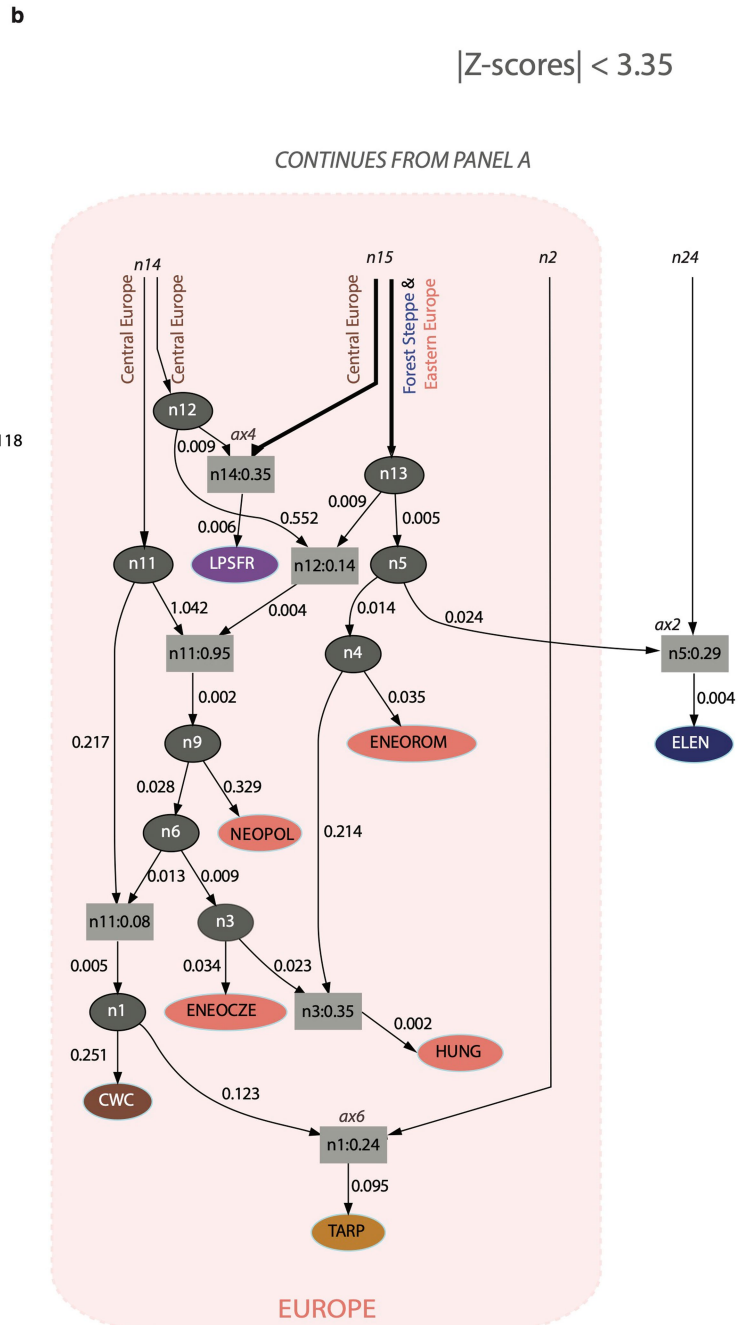 b
|Z-scores| < 3.35
CONTINUES FROM PANEL A
n14
n15
n2
n24
Central Europe
Central Europe
Central Europe
Forest Steppe &
Eastern Europe
n12
118
ax4
0.009
n14:0.35
n13
0.009
0.006
0.552
0.005
n11
LPSFR
n12:0.14
n5
1.042
0.004
0.014
0.024
ax2
n11:0.95
n4
n5:0.29
0.002
0.035
0.004
0.217
n9
ENEOROM
ELEN
0.028
0.329
n6
NEOPOL
0.214
0.013
0.009
n11:0.08
n3
0.005
0.034
0.023
n1
ENEOCZE
n3:0.35
0.002
0.251
HUNG
CWC
0.123
ax6
n1:0.24
0.095
TARP
EUROPE